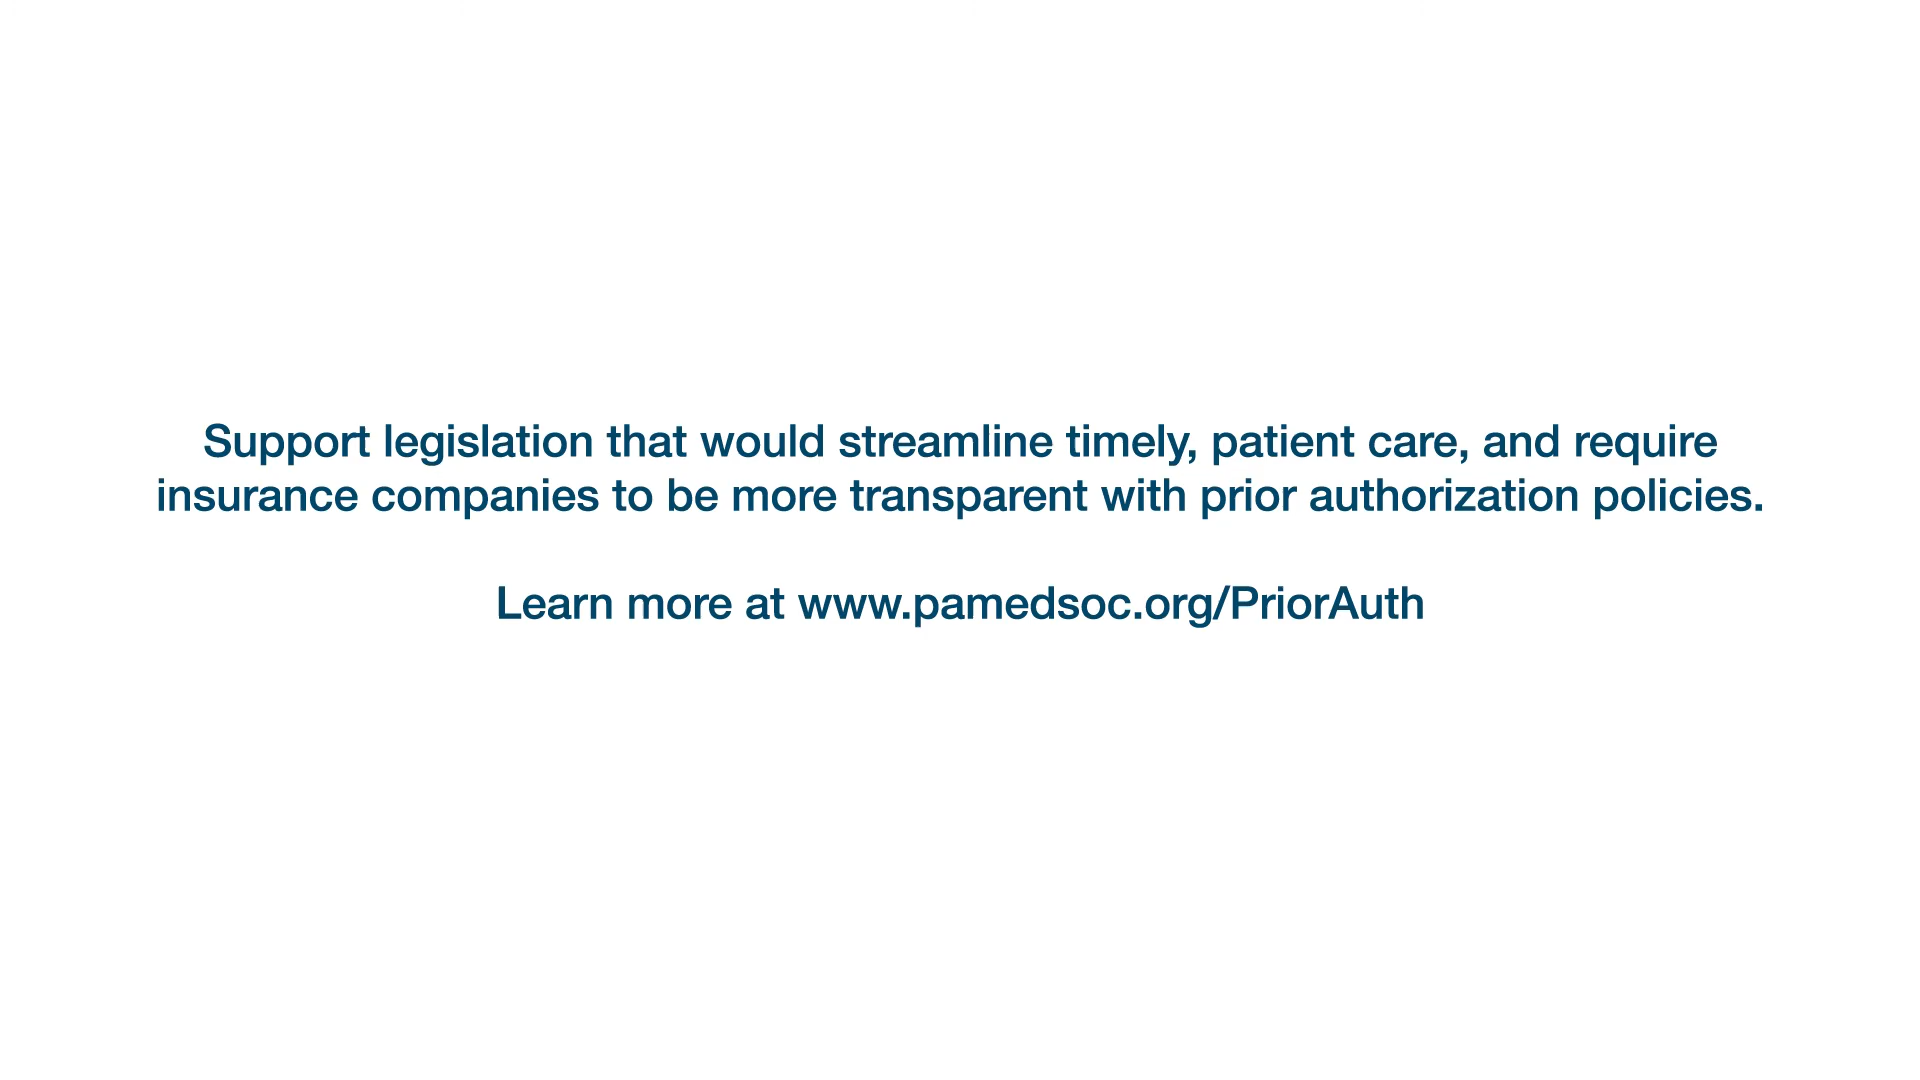 Support legislation that would streamline timely, patient care, and require
insurance companies to be more transparent with prior authorization policies.
Learn more at www.pamedsoc.org/PriorAuth